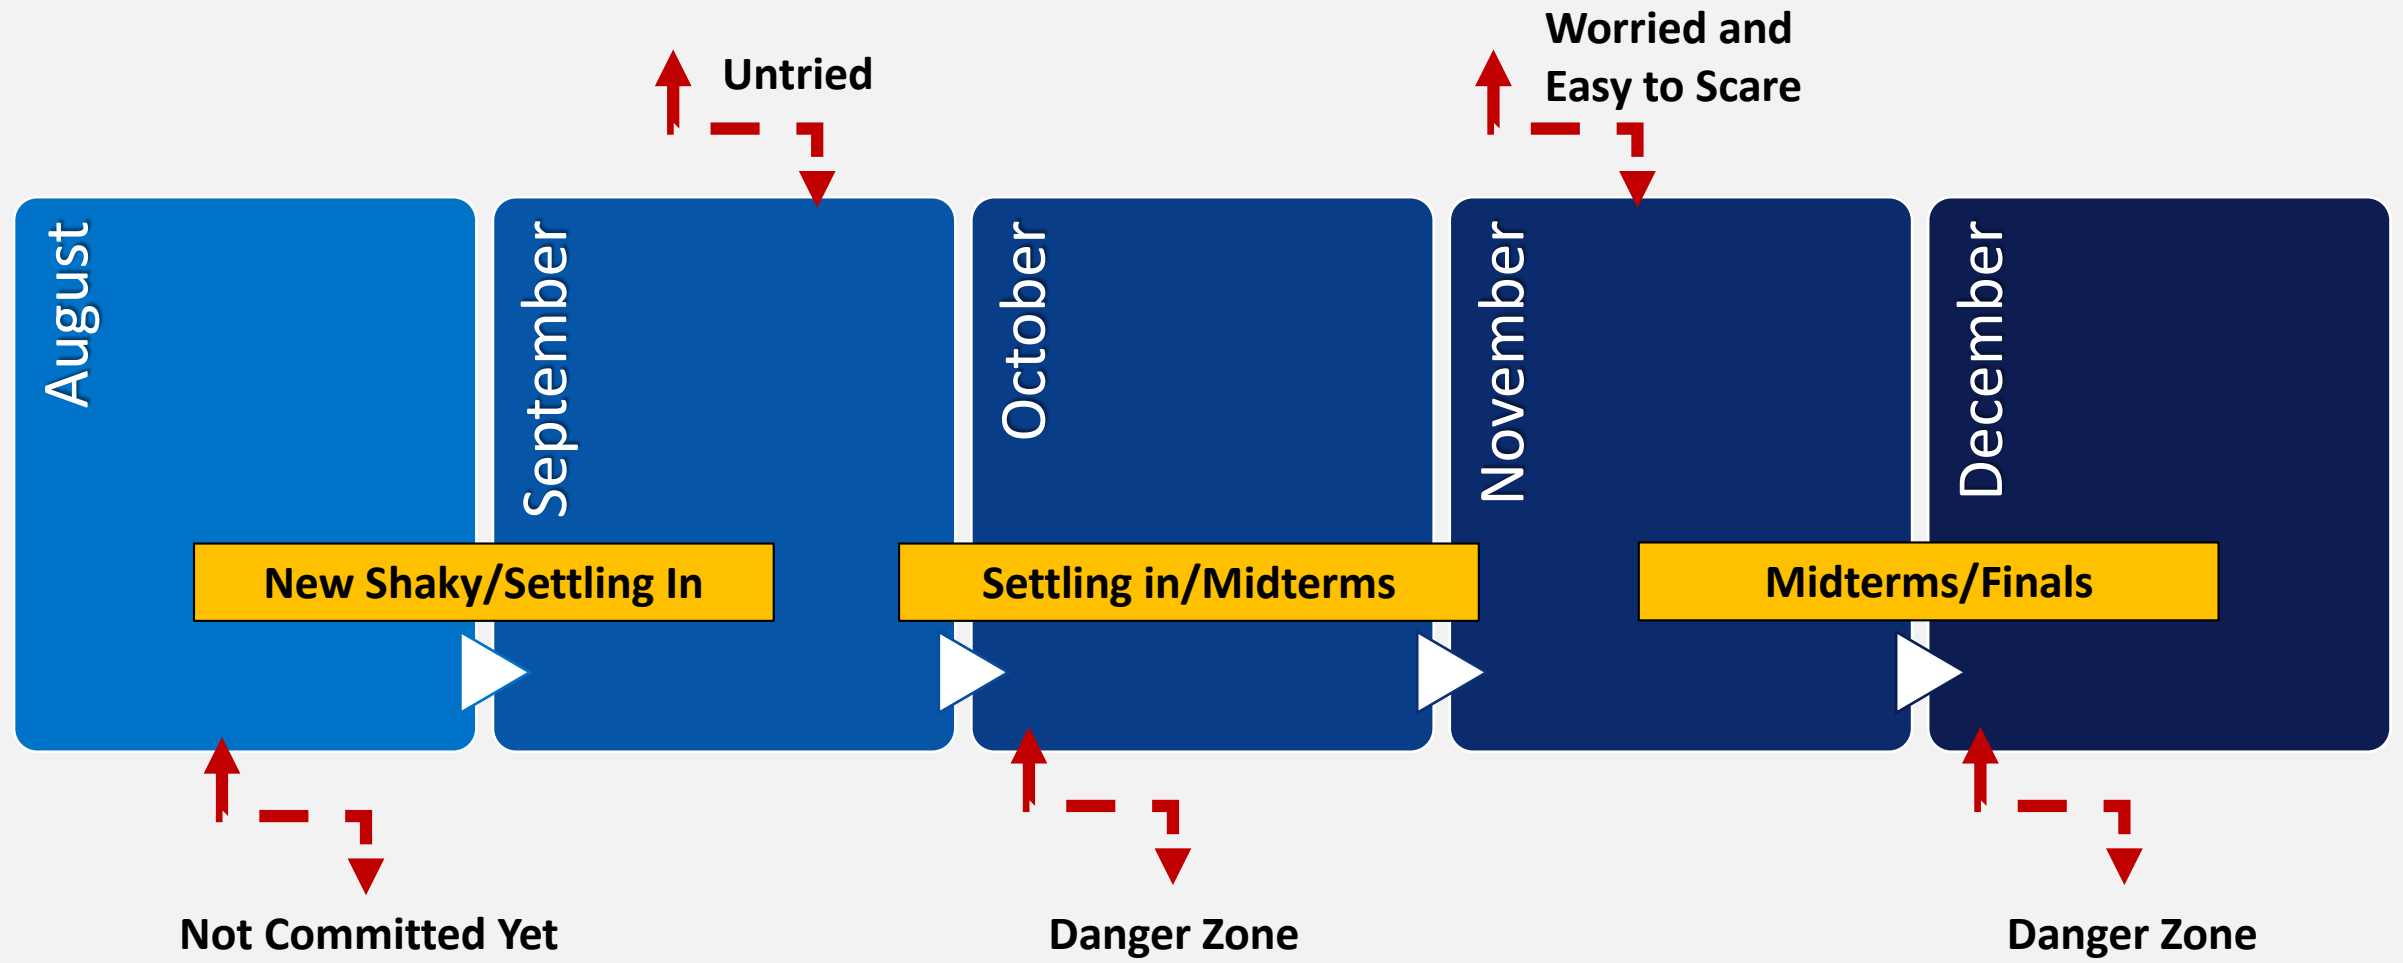 Untried
Worried and
Easy to Scare
August
September
October
November
December
New Shaky/Settling In
Settling in/Midterms
Midterms/Finals
Not Committed Yet
Danger Zone
Danger Zone